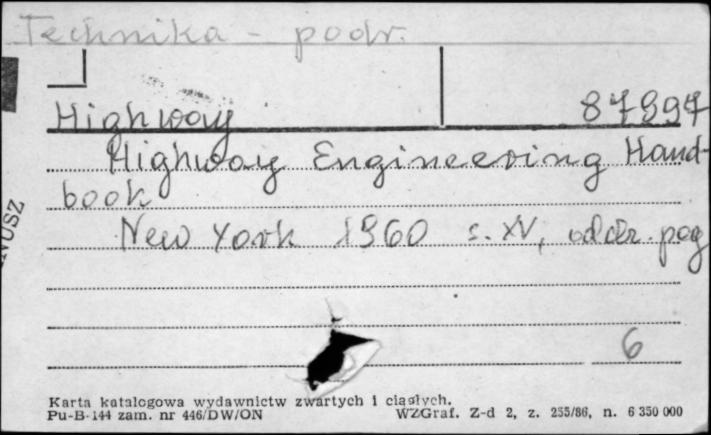 Technika - podr.
Highway 87897
Highway Engineering Hand-
book
New York 1960 s. XV, oddz. pag
6
NUSZ
Karta katalogowa wydawnictw zwartych i ciągłych.
Pu-B-144 zam. nr 446/DW/ON WZGraf. Z-d 2, z. 255/86, n. 6 350 000